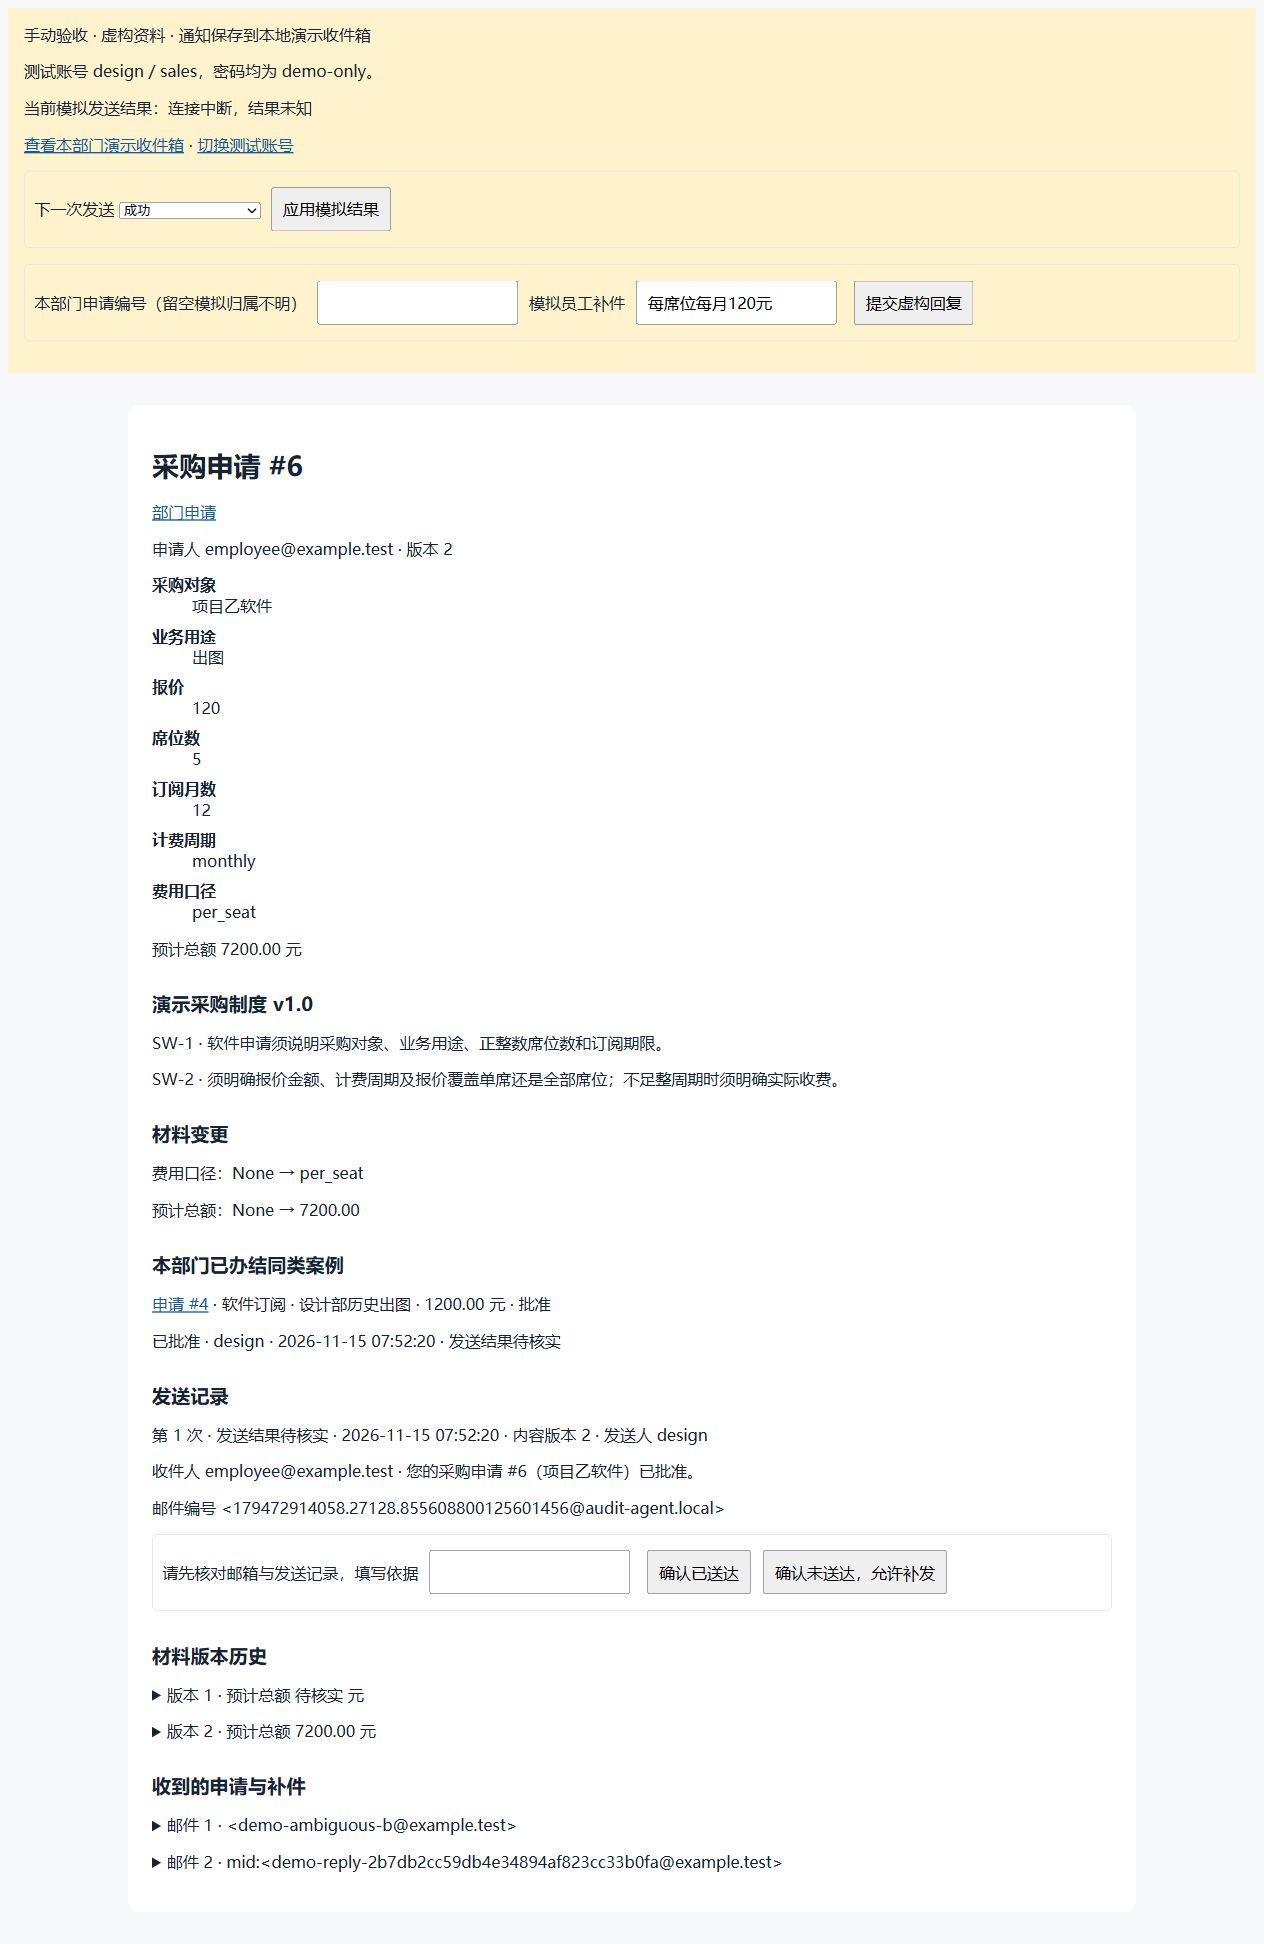 手动验收 · 虚构资料 · 通知保存到本地演示收件箱
测试账号 design / sales，密码均为 demo-only。
当前模拟发送结果：连接中断，结果未知
查看本部门演示收件箱 · 切换测试账号
下一次发送 成功 应用模拟结果
本部门申请编号（留空模拟归属不明） 模拟员工补件 每席位每月120元 提交虚构回复
采购申请 #6
部门申请
申请人 employee@example.test · 版本 2
采购对象
项目乙软件
业务用途
出图
报价
120
席位数
5
订阅月数
12
计费周期
monthly
费用口径
per_seat
预计总额 7200.00 元
演示采购制度 v1.0
SW-1 · 软件申请须说明采购对象、业务用途、正整数席位数和订阅期限。
SW-2 · 须明确报价金额、计费周期及报价覆盖单席还是全部席位；不足整周期时须明确实际收费。
材料变更
费用口径：None → per_seat
预计总额：None → 7200.00
本部门已办结同类案例
申请 #4 · 软件订阅 · 设计部历史出图 · 1200.00 元 · 批准
已批准 · design · 2026-11-15 07:52:20 · 发送结果待核实
发送记录
第 1 次 · 发送结果待核实 · 2026-11-15 07:52:20 · 内容版本 2 · 发送人 design
收件人 employee@example.test · 您的采购申请 #6（项目乙软件）已批准。
邮件编号 <179472914058.27128.855608800125601456@audit-agent.local>
请先核对邮箱与发送记录，填写依据 确认已送达 确认未送达，允许补发
材料版本历史
▶ 版本 1 · 预计总额 待核实 元
▶ 版本 2 · 预计总额 7200.00 元
收到的申请与补件
▶ 邮件 1 · <demo-ambiguous-b@example.test>
▶ 邮件 2 · mid:<demo-reply-2b7db2cc59db4e34894af823cc33b0fa@example.test>